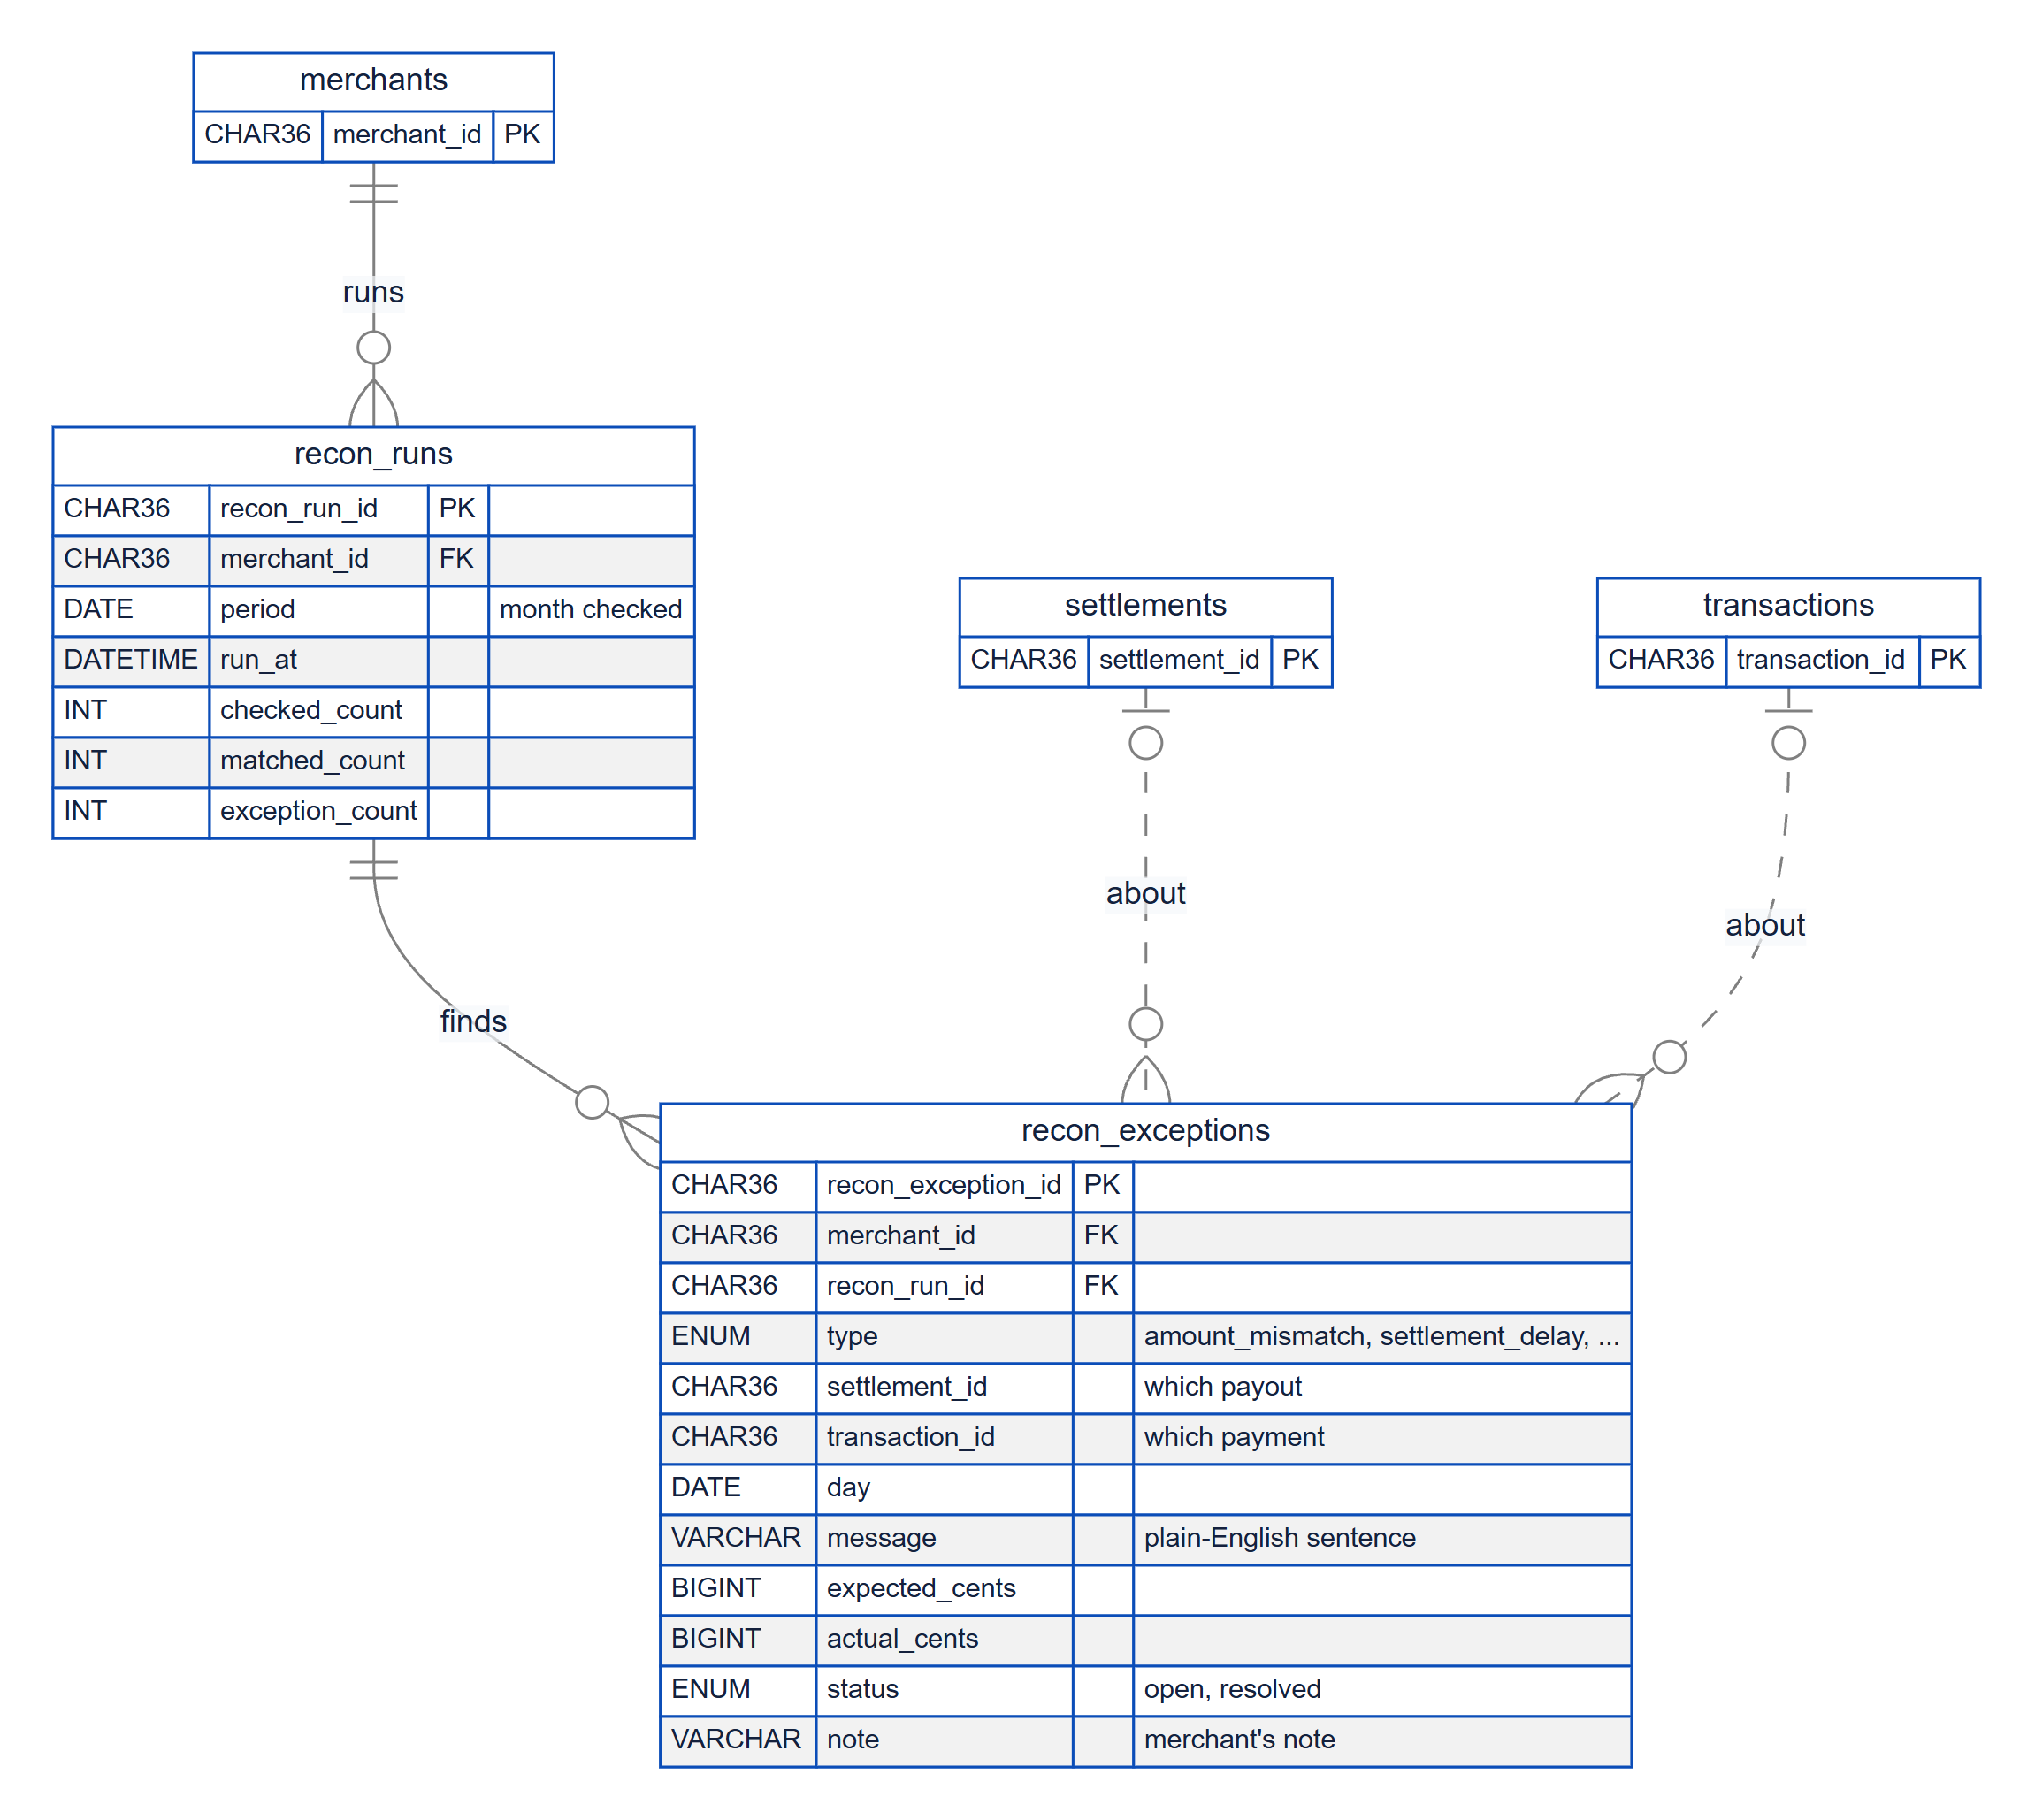 merchants
CHAR36 merchant_id PK
runs
recon_runs
CHAR36 recon_run_id PK
CHAR36 merchant_id FK
DATE period month checked
DATETIME run_at
INT checked_count
INT matched_count
INT exception_count
settlements
CHAR36 settlement_id PK
transactions
CHAR36 transaction_id PK
about
about
finds
recon_exceptions
CHAR36 recon_exception_id PK
CHAR36 merchant_id FK
CHAR36 recon_run_id FK
ENUM type amount_mismatch, settlement_delay, ...
CHAR36 settlement_id which payout
CHAR36 transaction_id which payment
DATE day
VARCHAR message plain-English sentence
BIGINT expected_cents
BIGINT actual_cents
ENUM status open, resolved
VARCHAR note merchant's note